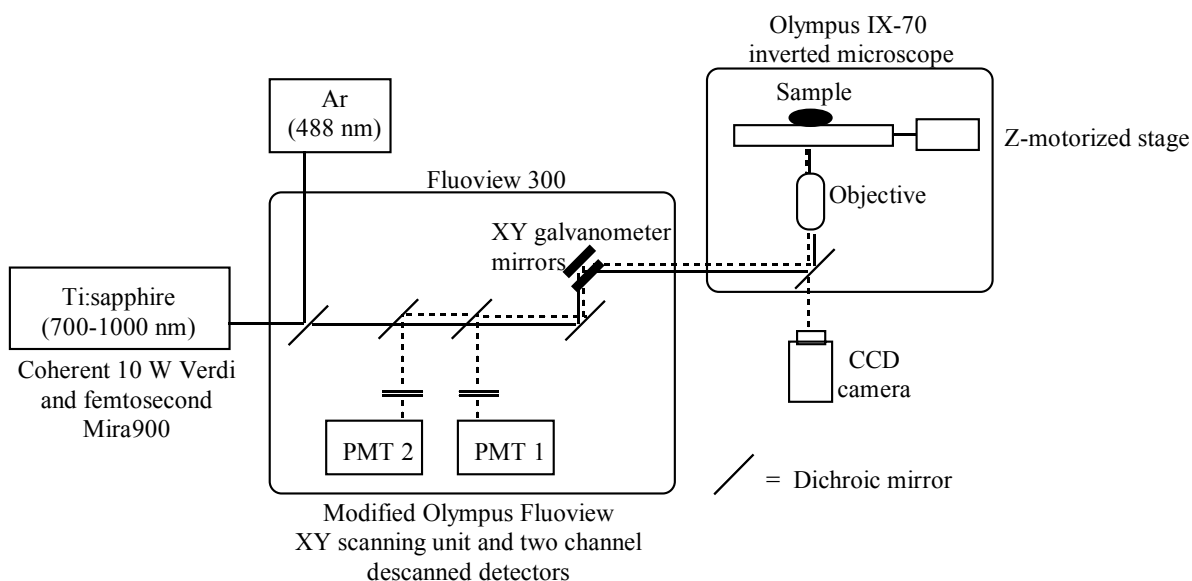 Olympus IX-70
inverted microscope
Ar
(488 nm)
Sample
Z-motorized stage
Fluoview 300
Objective
XY galvanometer
mirrors
Ti:sapphire
(700-1000 nm)
Coherent 10 W Verdi
and femtosecond
Mira900
CCD
camera
PMT 2
PMT 1
= Dichroic mirror
Modified Olympus Fluoview
XY scanning unit and two channel
descanned detectors